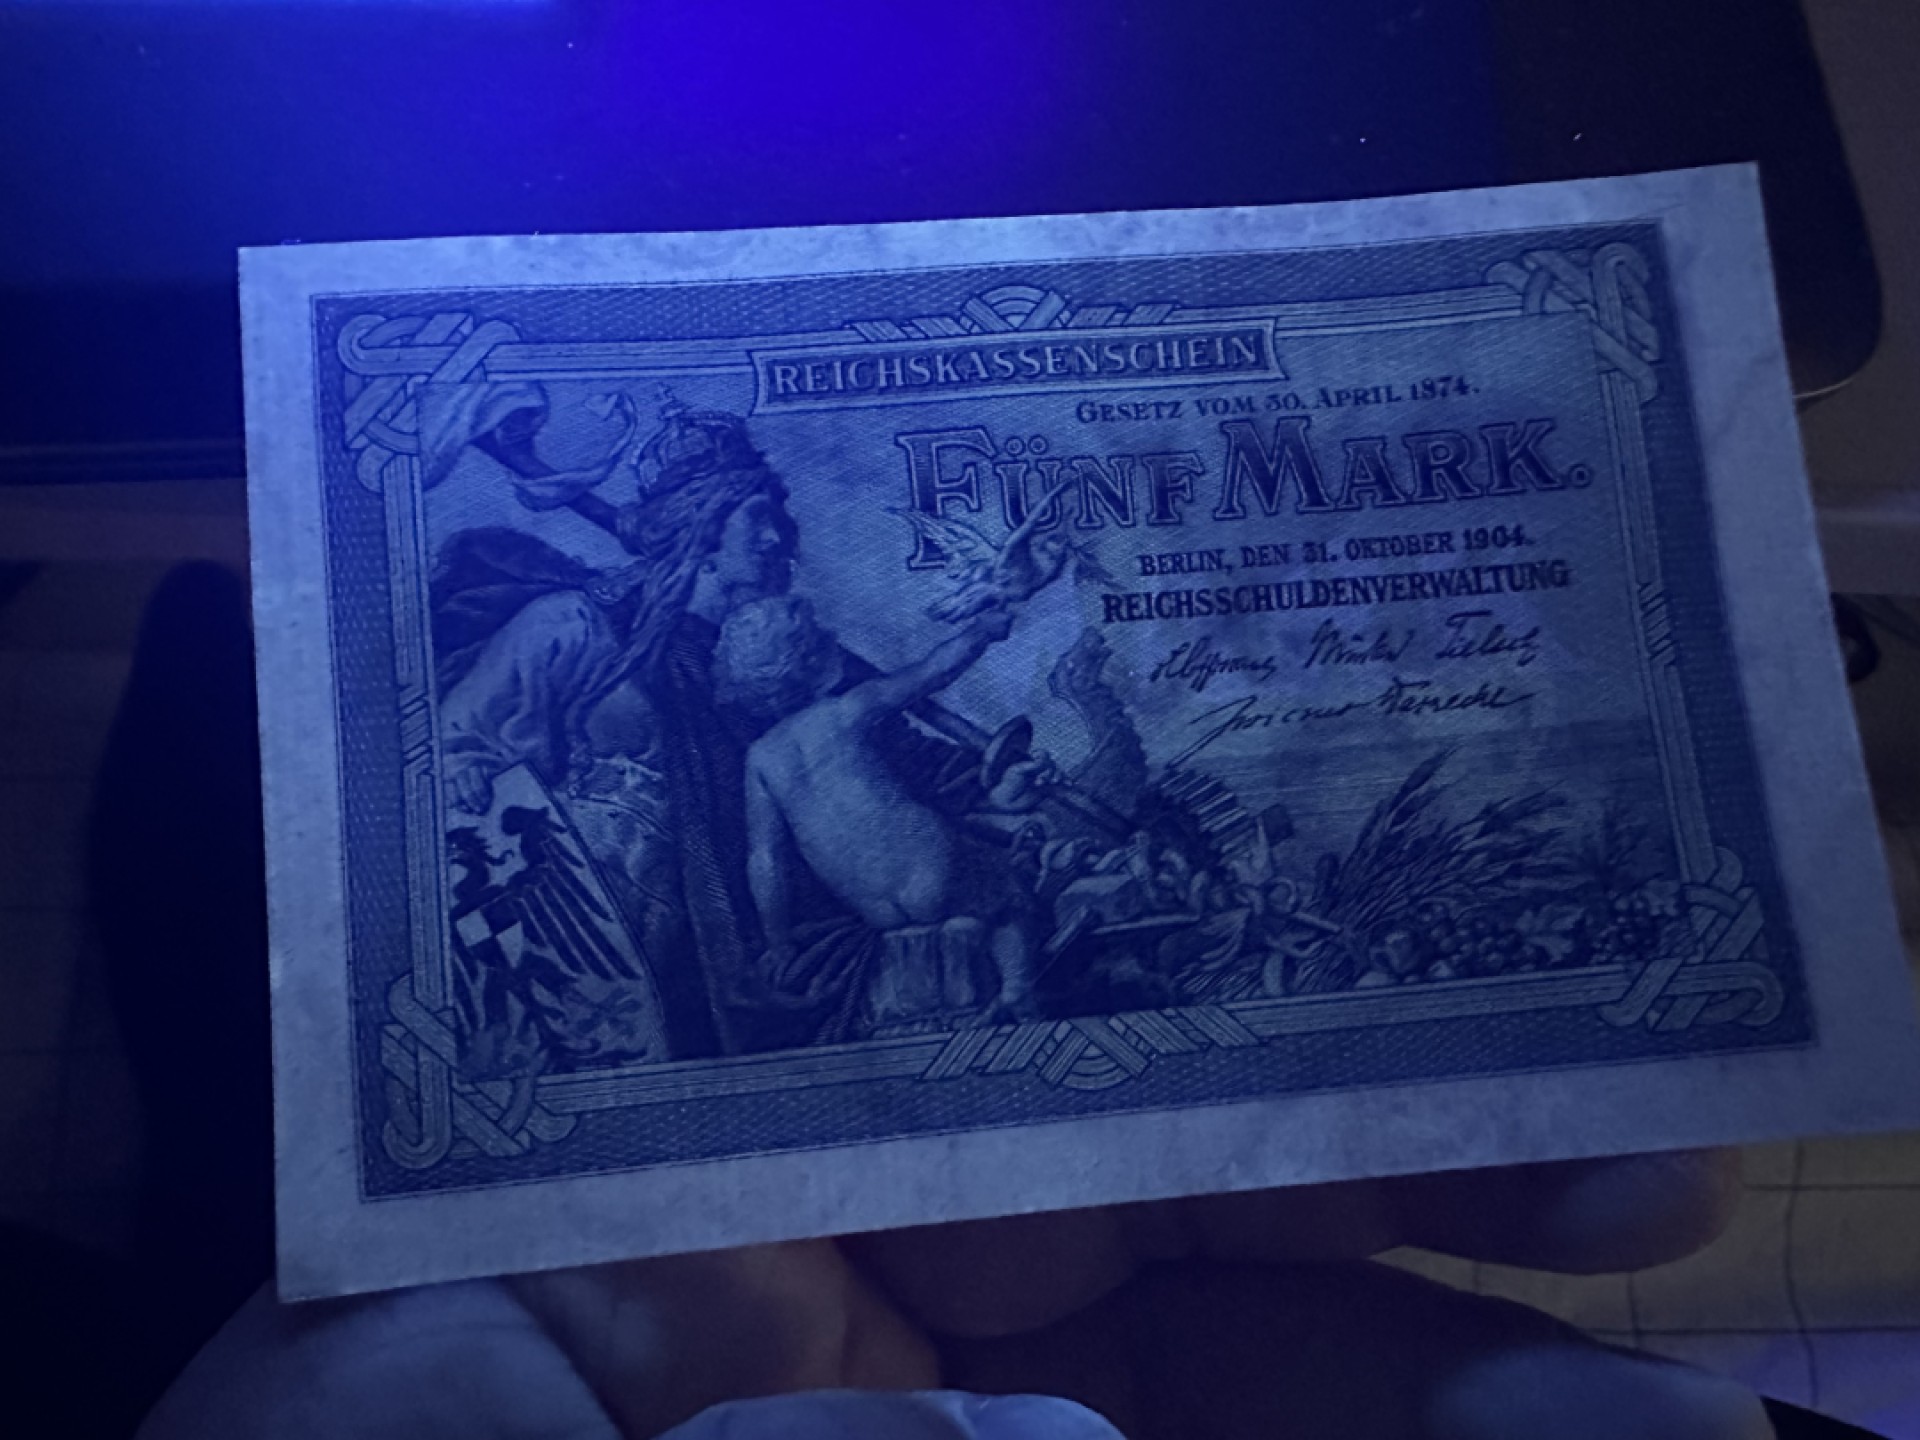 REICHSKASSENSCHEIN
GESETZ VOM 30. APRIL 1874.
FÜNF MARK.
BERLIN, DEN 31. OKTOBER 1904.
REICHSSCHULDENVERWALTUNG